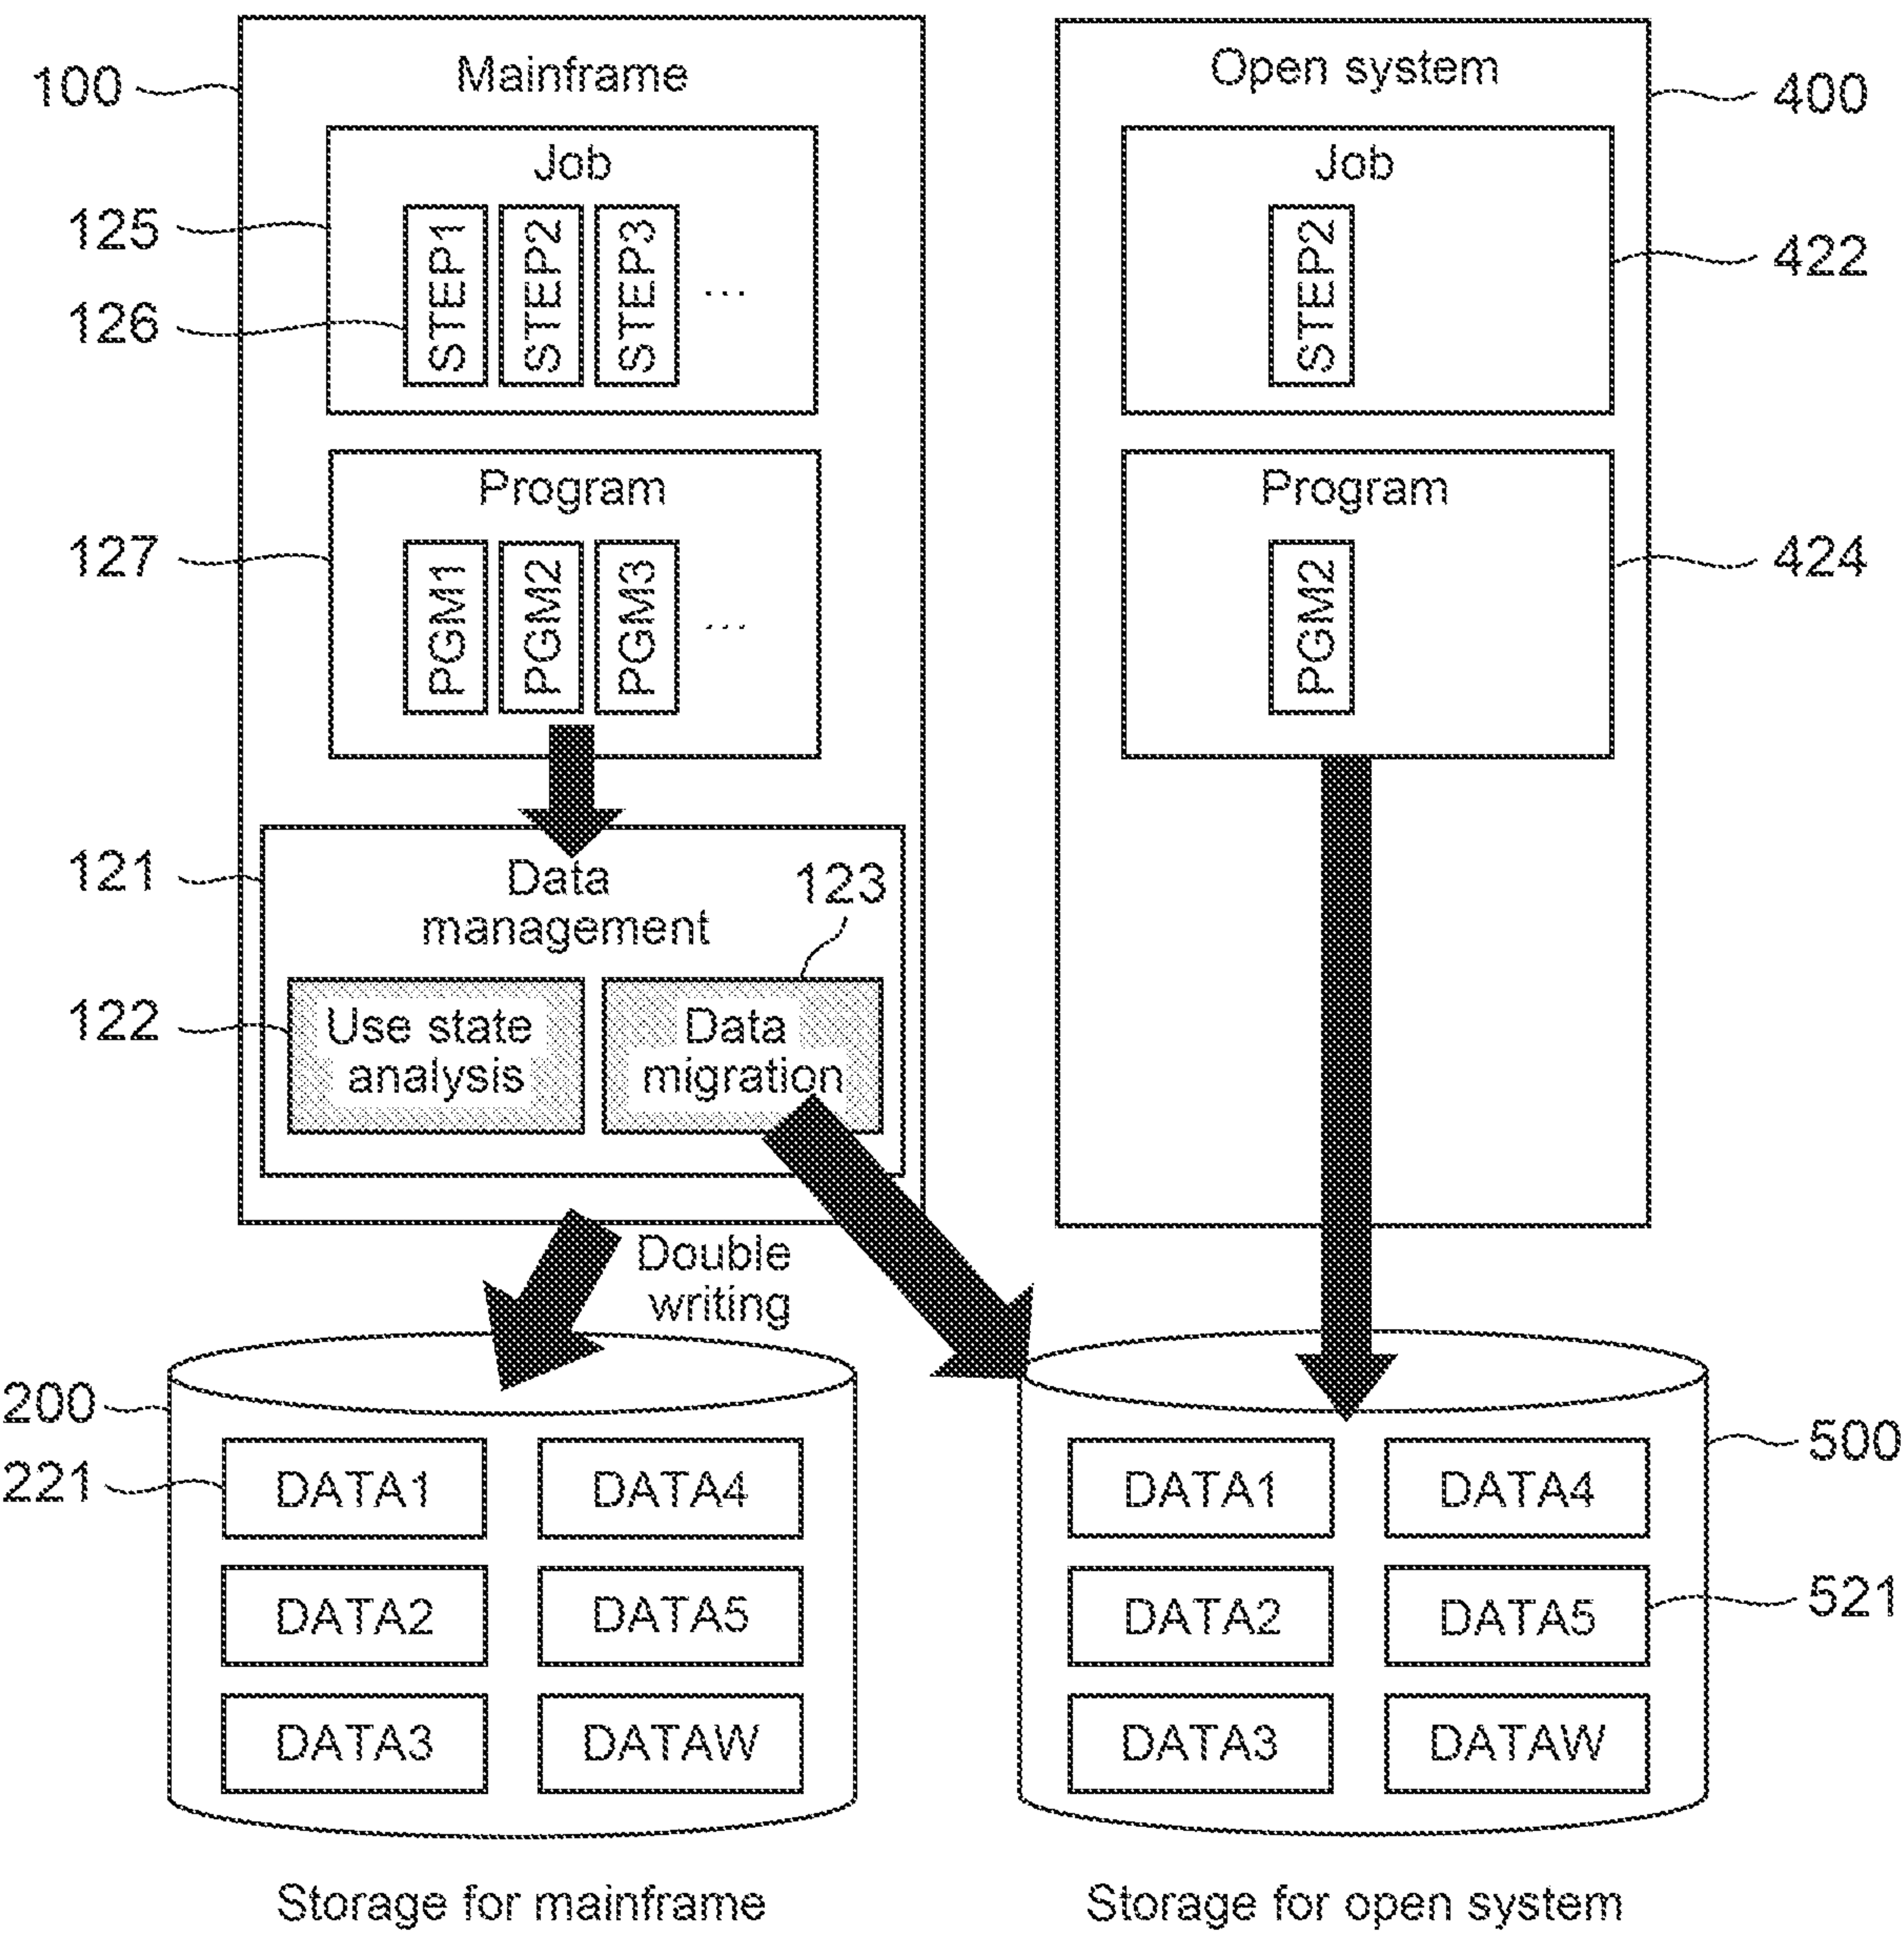 Mainframe
100
Job
125
STEP1
STEP2
STEP3
...
126
Program
127
PGM1
PGM2
PGM3
...
121
Data
management
123
122
Use state
analysis
Data
migration
Double
writing
Open system
400
Job
STEP2
422
Program
PGM2
424
200
221
DATA1
DATA4
DATA2
DATA5
DATA3
DATAW
Storage for mainframe
500
DATA1
DATA4
DATA2
DATA5
521
DATA3
DATAW
Storage for open system